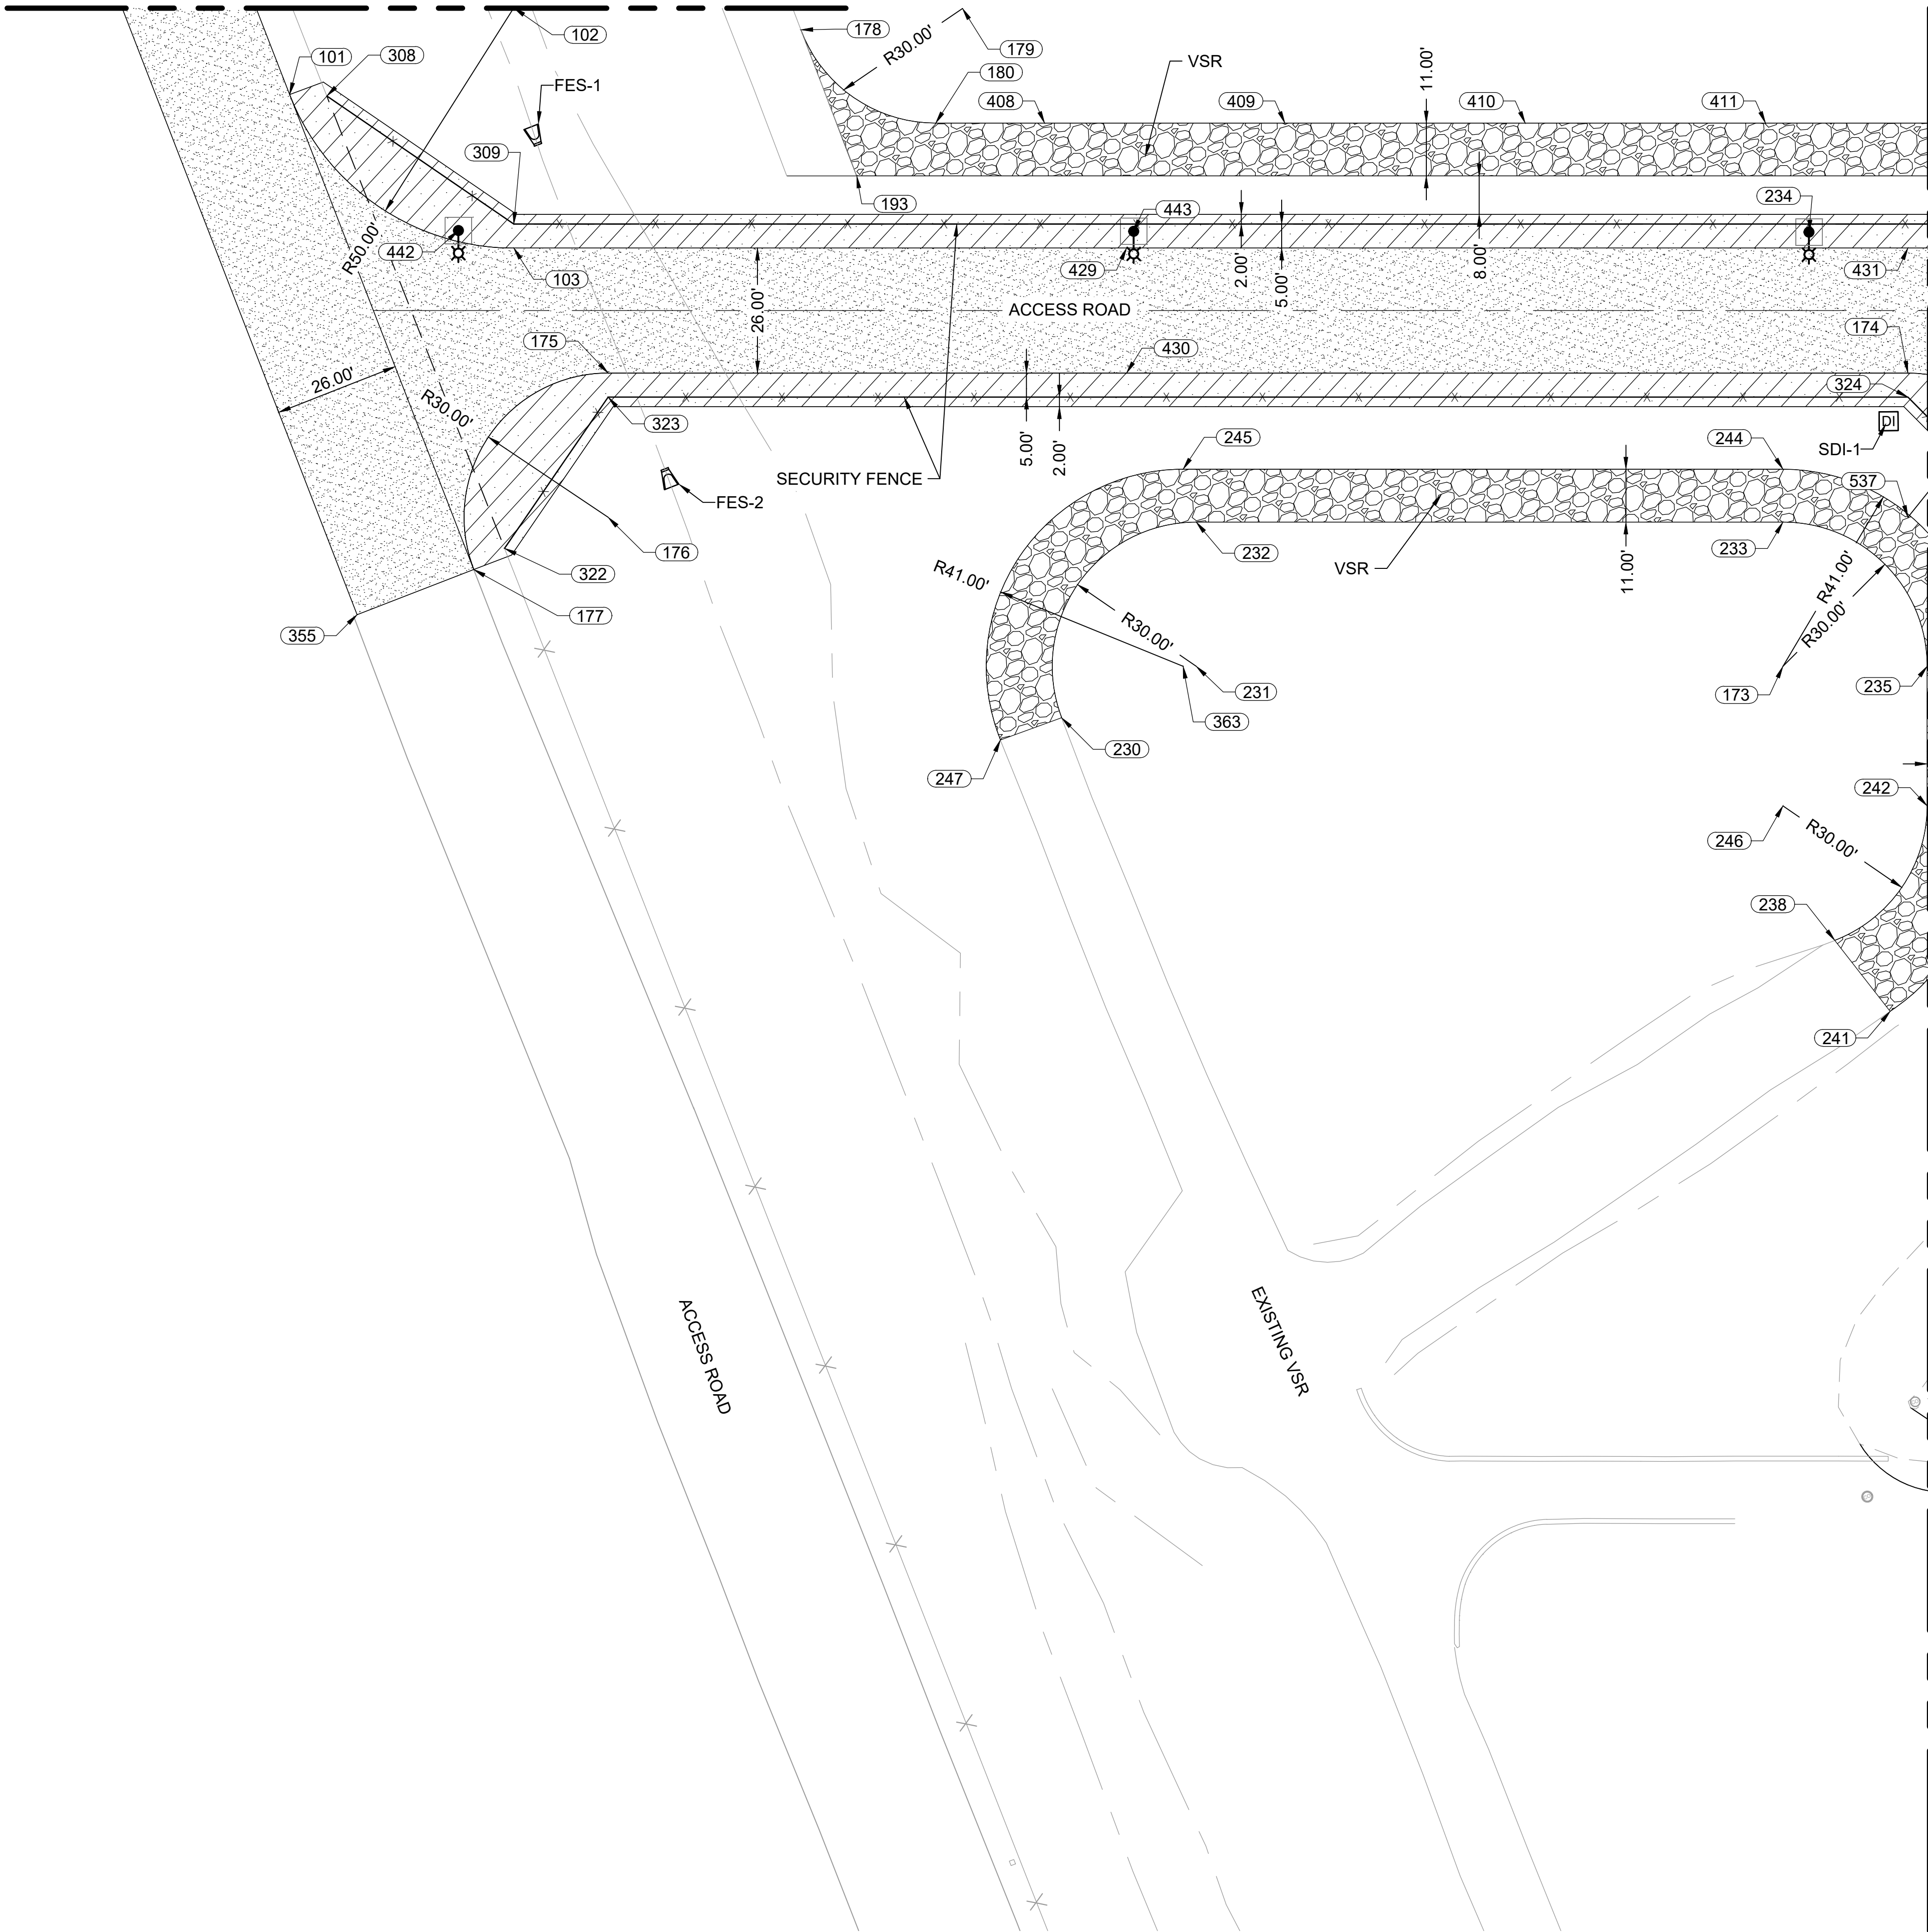 102
178
R30.00'
179
101
308
VSR
180
11.00'
FES-1
408
409
410
411
309
193
443
234
442
R50.00'
103
429
2.00'
5.00'
8.00'
431
26.00'
ACCESS ROAD
175
430
174
26.00'
R30.00'
324
323
5.00'
2.00'
245
244
DI
SDI-1
SECURITY FENCE
FES-2
537
176
232
233
322
VSR
11.00'
R41.00'
R41.00'
R30.00'
R30.00'
177
355
231
173
235
363
230
247
242
246
R30.00'
238
241
ACCESS ROAD
EXISTING VSR